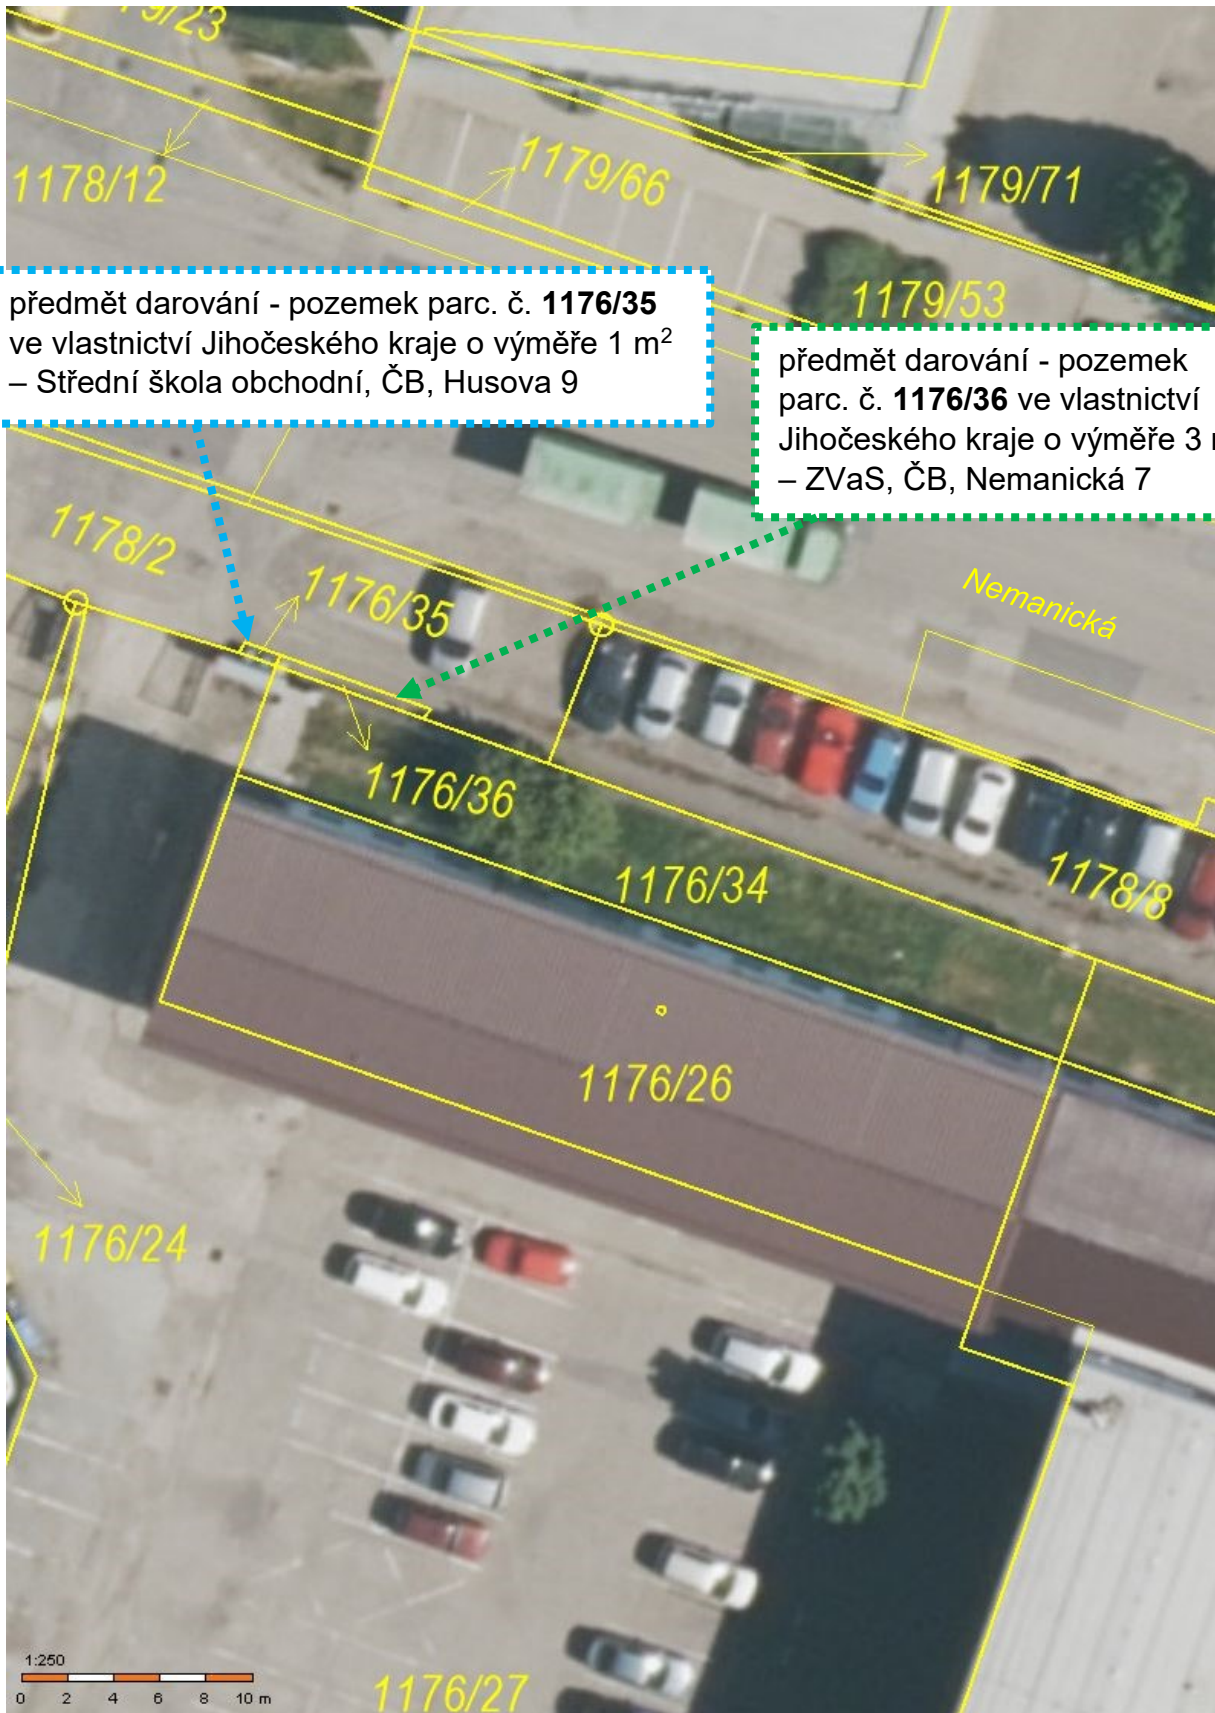 1178/12
1179/66
1179/71
1179/53
předmět darování - pozemek parc. č. 1176/35
ve vlastnictví Jihočeského kraje o výměře 1 m²
– Střední škola obchodní, ČB, Husova 9
předmět darování - pozemek
parc. č. 1176/36 ve vlastnictví
Jihočeského kraje o výměře 3
– ZVaS, ČB, Nemanická 7
1178/2
1176/35
Nemanická
1176/36
1176/34
1178/8
1176/26
1176/24
1176/27
1:250
0 2 4 6 8 10 m